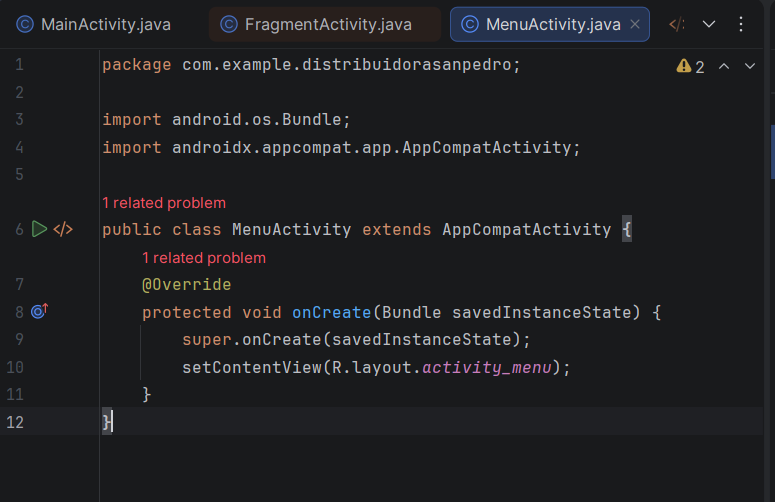 MainActivity.java FragmentActivity.java MenuActivity.java
1 package com.example.distribuidorasanpedro; 2
2
3 import android.os.Bundle;
4 import androidx.appcompat.app.AppCompatActivity;
5
1 related problem
6 public class MenuActivity extends AppCompatActivity {
1 related problem
7 @Override
8 protected void onCreate(Bundle savedInstanceState) {
9 super.onCreate(savedInstanceState);
10 setContentView(R.layout.activity_menu);
11 }
12 }